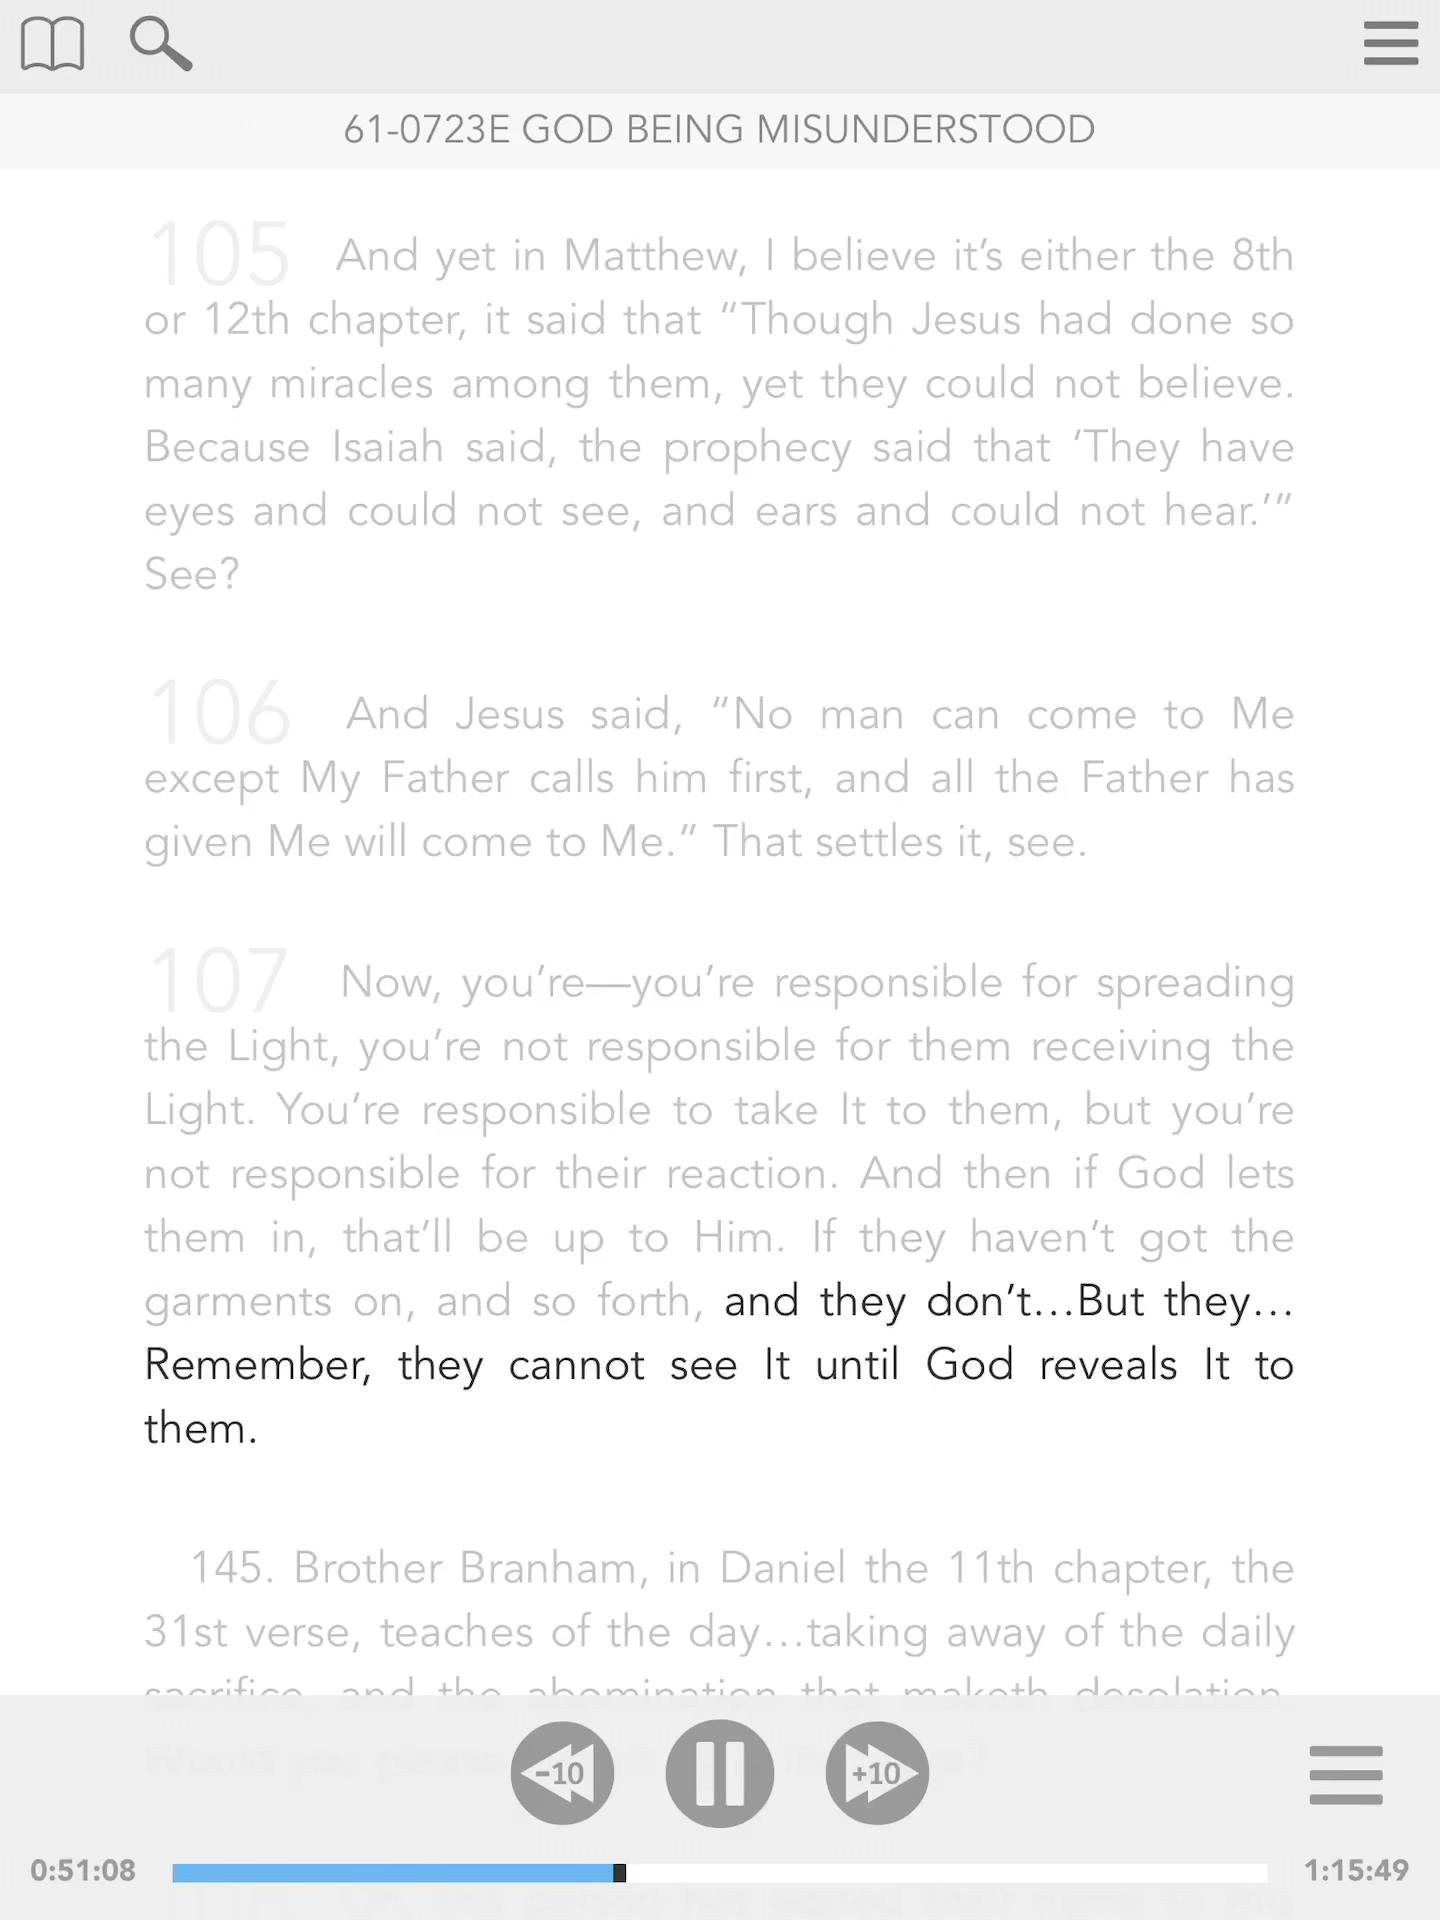 61-0723E GOD BEING MISUNDERSTOOD
105 And yet in Matthew, I believe it’s either the 8th
or 12th chapter, it said that “Though Jesus had done so
many miracles among them, yet they could not believe.
Because Isaiah said, the prophecy said that ‘They have
eyes and could not see, and ears and could not hear.’”
See?
106 And Jesus said, “No man can come to Me
except My Father calls him first, and all the Father has
given Me will come to Me.” That settles it, see.
107 Now, you’re—you’re responsible for spreading
the Light, you’re not responsible for them receiving the
Light. You’re responsible to take It to them, but you’re
not responsible for their reaction. And then if God lets
them in, that’ll be up to Him. If they haven’t got the
garments on, and so forth, and they don’t…But they…
Remember, they cannot see It until God reveals It to
them.
145. Brother Branham, in Daniel the 11th chapter, the
31st verse, teaches of the day…taking away of the daily
sacrifice, and the abomination that maketh desolation.
Would you please
-10 +10
0:51:08 1:15:49